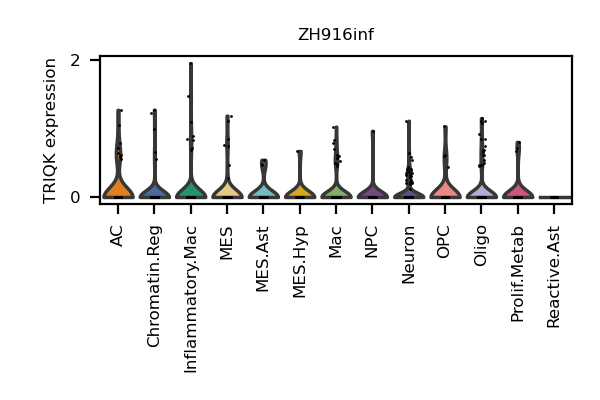 ZH916inf
TRIQK expression
2
0
AC
Chromatin.Reg
Inflammatory.Mac
MES
MES.Ast
MES.Hyp
Mac
NPC
Neuron
OPC
Oligo
Prolif.Metab
Reactive.Ast